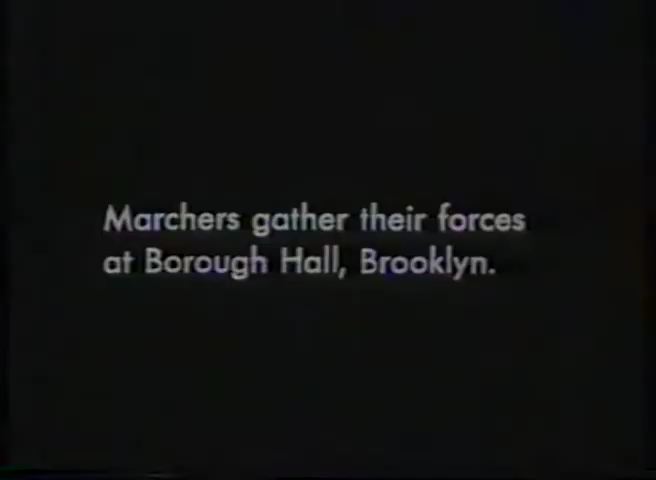 Marchers gather their forces
at Borough Hall, Brooklyn.